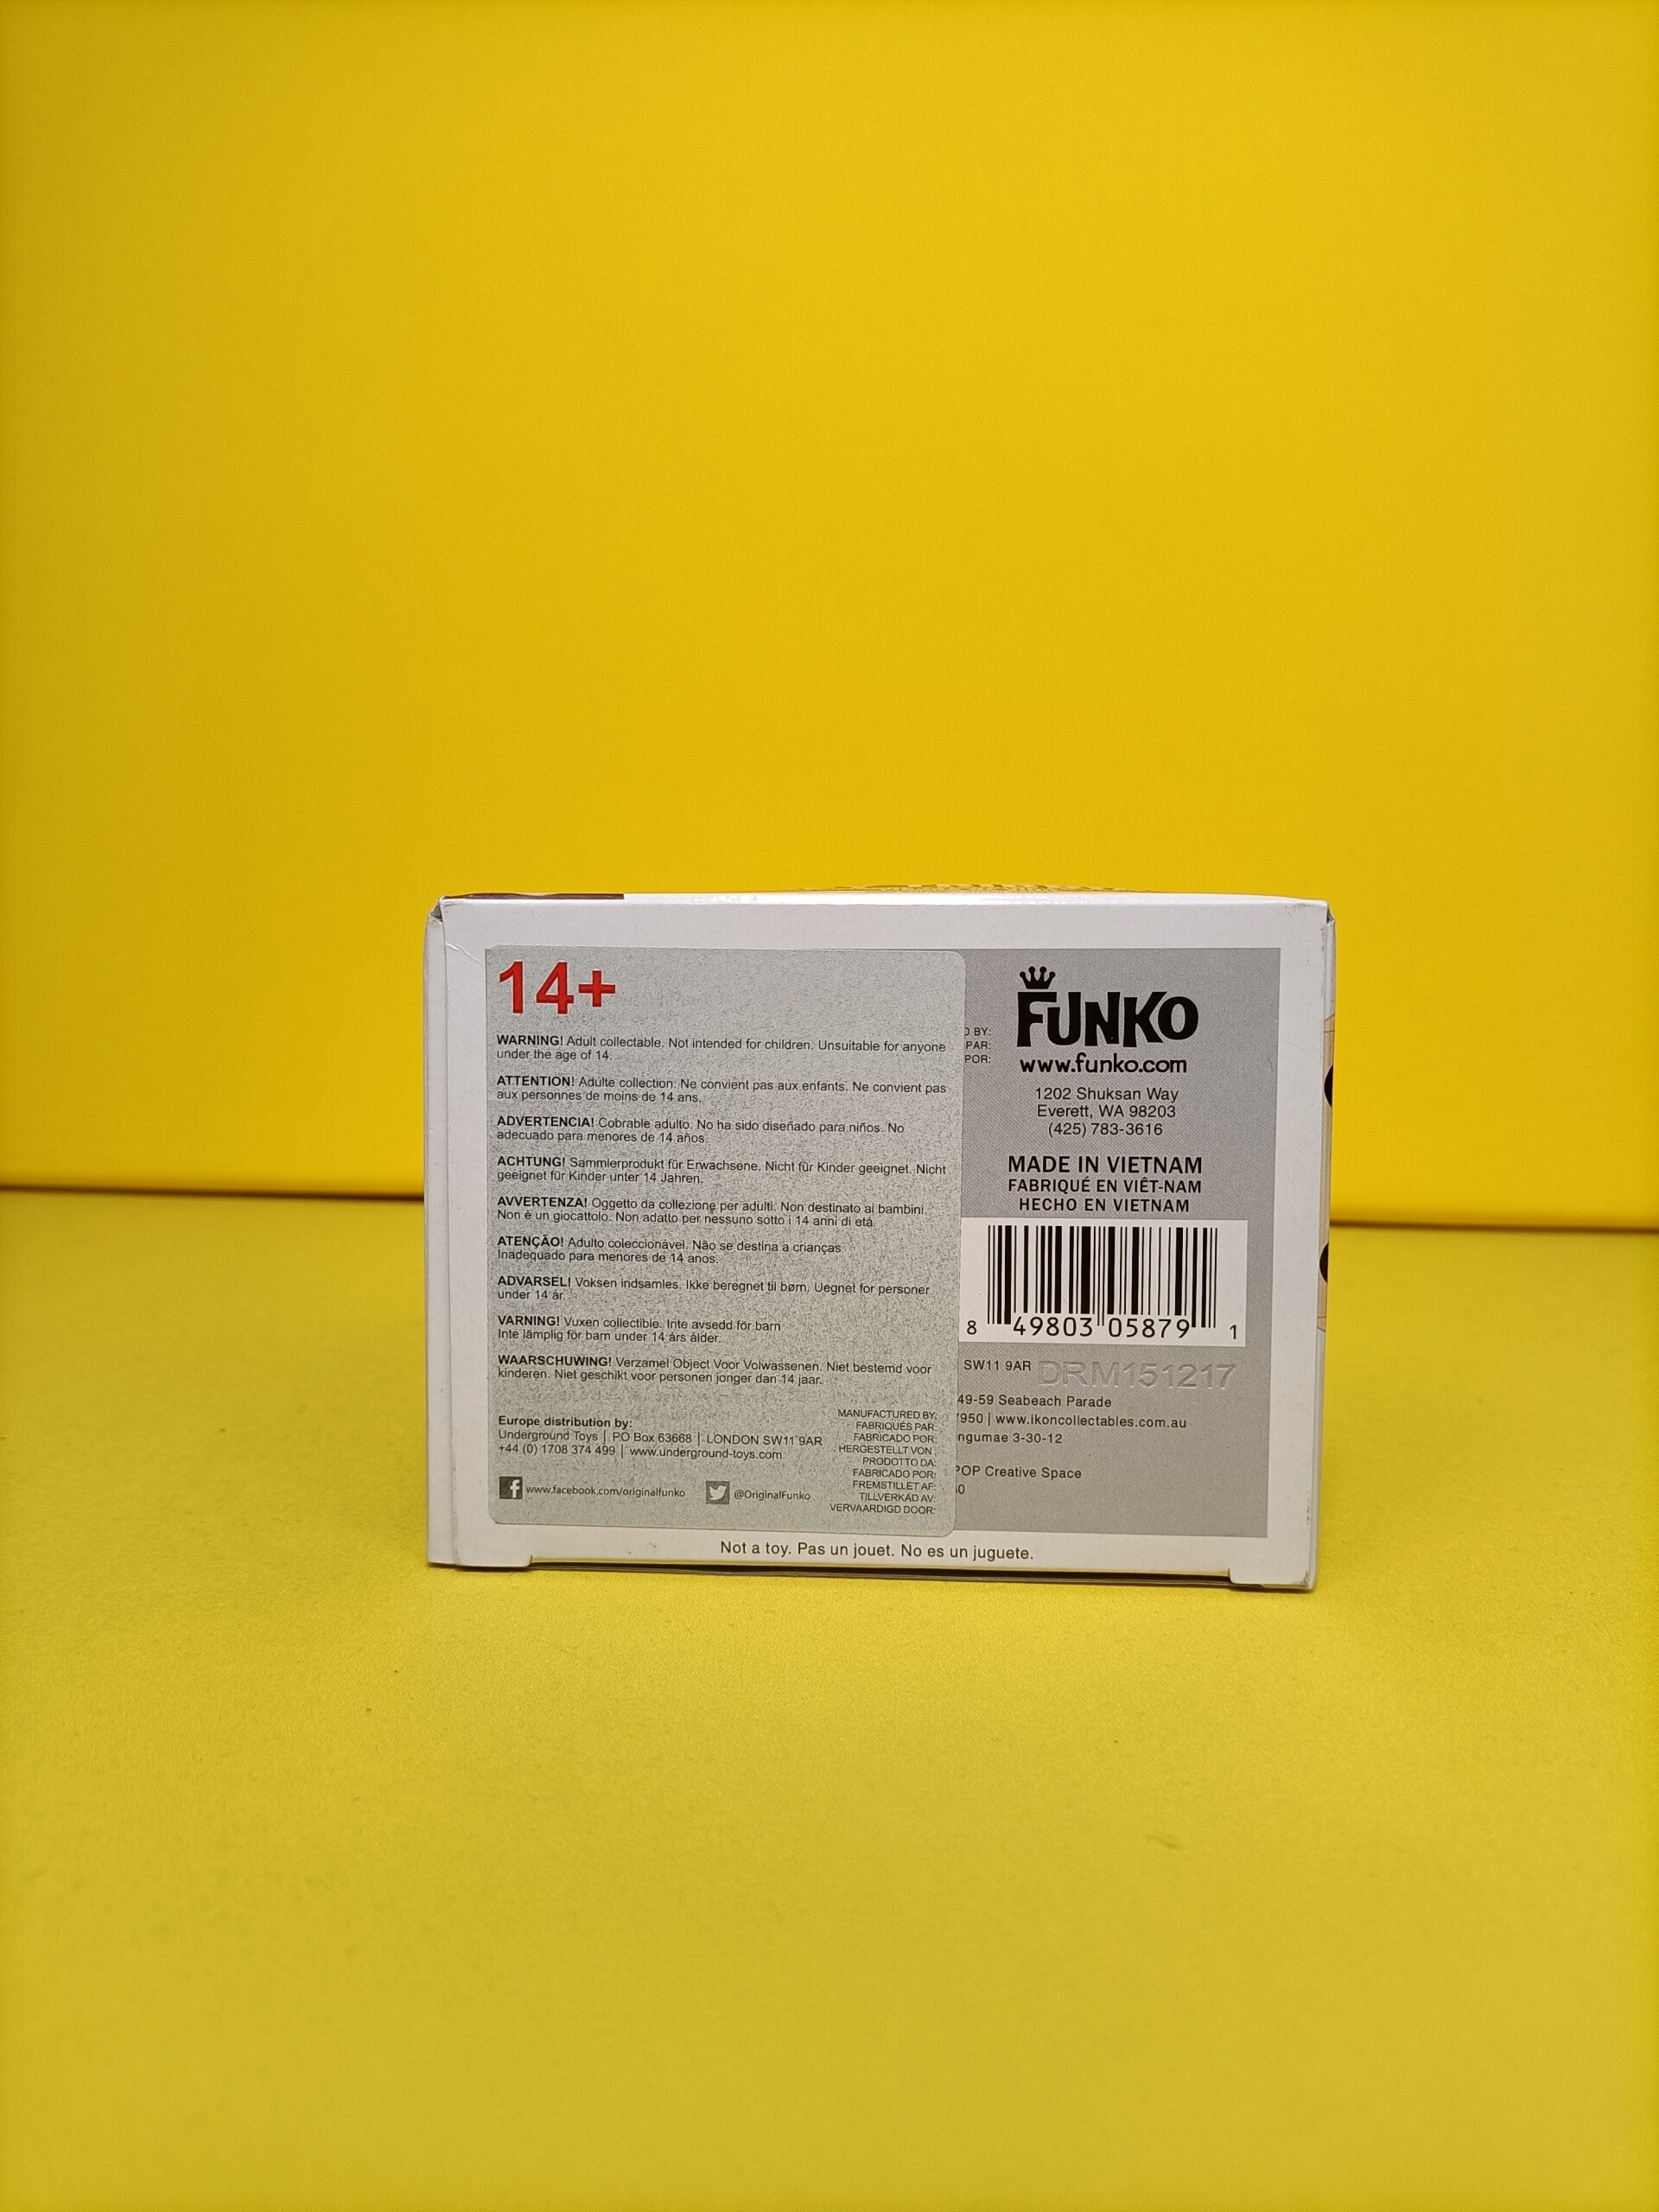 14+
WARNING! Adult collectable. Not intended for children. Unsuitable for anyone
under the age of 14.
ATTENTION! Adulte collection. Ne convient pas aux enfants. Ne convient pas
aux personnes de moins de 14 ans.
ADVERTENCIA! Cobrable adulto. No ha sido diseñado para niños. No
adecuado para menores de 14 años.
ACHTUNG! Sammlerprodukt für Erwachsene. Nicht für Kinder geeignet. Nicht
geeignet für Kinder unter 14 Jahren.
AVVERTENZA! Oggetto da collezione per adulti. Non destinato ai bambini.
Non è un giocattolo. Non adatto per nessuno sotto i 14 anni di età.
ATENÇÃO! Adulto coleccionável. Não se destina a crianças
Inadequado para menores de 14 anos.
ADVARSEL! Voksen indsamles. Ikke beregnet til børn. Uegnet for personer
under 14 år.
VARNING! Vuxen collectible. Inte avsedd för barn
Inte lämplig för barn under 14 års ålder.
WAARSCHUWING! Verzamel Object Voor Volwassenen. Niet bestemd voor
kinderen. Niet geschikt voor personen jonger dan 14 jaar.
Europe distribution by:
Underground Toys | PO Box 63668 | LONDON SW11 9AR
+44 (0) 1708 374 499 | www.underground-toys.com
www.facebook.com/originalfunko @OriginalFunko
MANUFACTURED BY:
FABRIQUÉS PAR:
FABRICADO POR:
HERGESTELLT VON:
PRODOTTO DA:
FABRICADO POR:
FREMSTILLET AF:
TILLVERKAD AV:
VERVAARDIGD DOOR:
D BY:
PAR:
POR:
FUNKO
www.funko.com
1202 Shuksan Way
Everett, WA 98203
(425) 783-3616
MADE IN VIETNAM
FABRIQUÉ EN VIÊT-NAM
HECHO EN VIETNAM
8 49803 05879 1
SW11 9AR DRM151217
49-59 Seabeach Parade
950 | www.ikoncollectables.com.au
ngumae 3-30-12
POP Creative Space
0
Not a toy. Pas un jouet. No es un juguete.